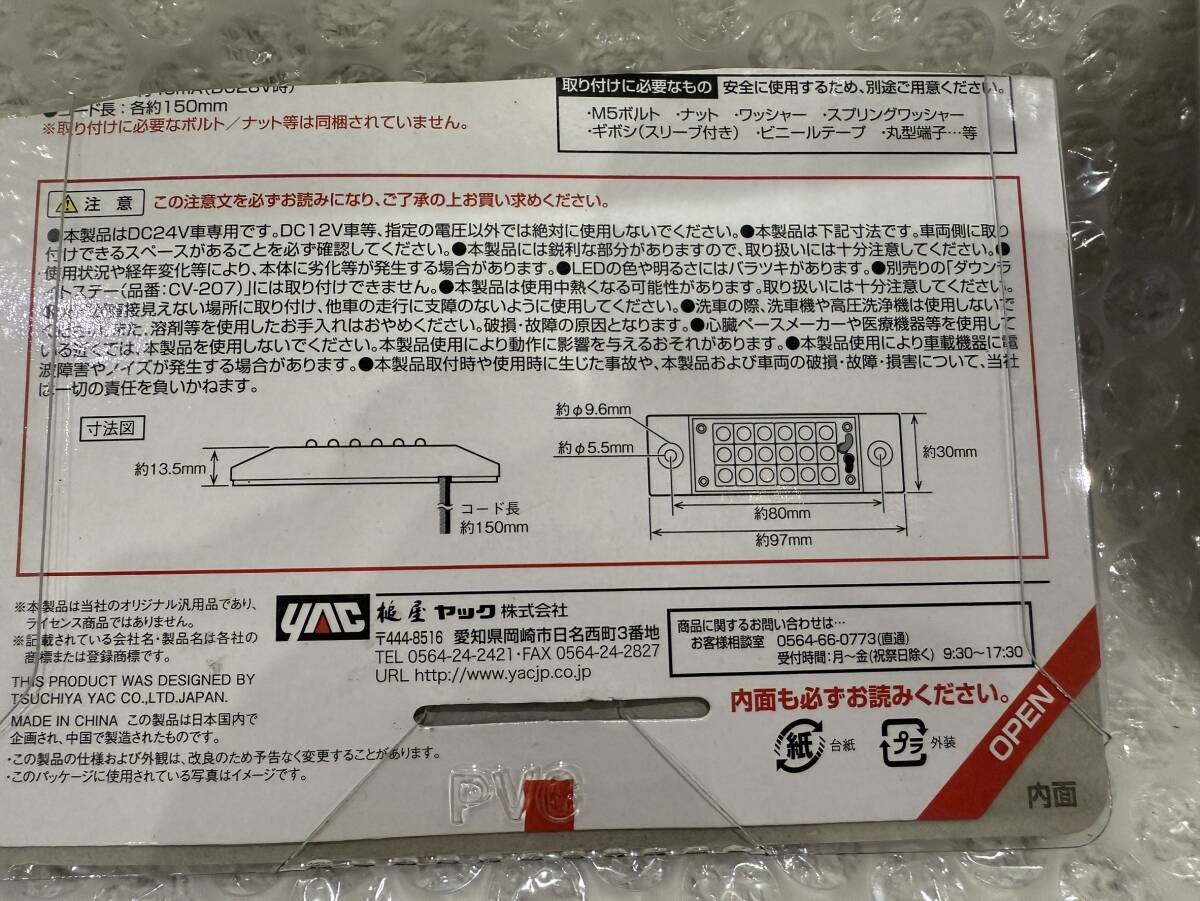 コード長：各約150mm
※取り付けに必要なボルト／ナット等は同梱されていません。
取り付けに必要なもの 安全に使用するため、別途ご用意ください。
・M5ボルト ・ナット ・ワッシャー ・スプリングワッシャー
・ギボシ(スリーブ付き) ・ビニールテープ ・丸型端子…等
注意 この注意文を必ずお読みになり、ご了承の上お買い求めください。
●本製品はDC24V車専用です。DC12V車等、指定の電圧以外では絶対に使用しないでください。●本製品は下記寸法です。車両側に取り
付けできるスペースがあることを必ず確認してください。●本製品には鋭利な部分がありますので、取り扱いには十分注意してください。●
使用状況や経年変化等により、本体に劣化等が発生する場合があります。●LEDの色や明るさにはバラツキがあります。●別売りの「ダウンラ
トステー(品番：CV-207)」には取り付けできません。●本製品は使用中熱くなる可能性があります。取り扱いには十分注意してください。
直接見えない場所に取り付け、他車の走行に支障のないように使用してください。●洗車の際、洗車機や高圧洗浄機は使用しないで
ください。また、溶剤等を使用したお手入れはおやめください。破損・故障の原因となります。●心臓ペースメーカーや医療機器等を使用して
いる近くでは、本製品を使用しないでください。本製品使用により動作に影響を与えるおそれがあります。●本製品使用により車載機器に電
波障害やノイズが発生する場合があります。●本製品取付時や使用時に生じた事故や、本製品および車両の破損・故障・損害について、当社
は一切の責任を負いかねます。
寸法図
約13.5mm
コード長
約150mm
約φ9.6mm
約φ5.5mm
約30mm
約80mm
約97mm
※本製品は当社のオリジナル汎用品であり、
ライセンス商品ではありません。
※記載されている会社名・製品名は各社の
商標または登録商標です。
THIS PRODUCT WAS DESIGNED BY
TSUCHIYA YAC CO.,LTD.JAPAN.
MADE IN CHINA この製品は日本国内で
企画され、中国で製造されたものです。
・この製品の仕様および外観は、改良のため予告なく変更することがあります。
・このパッケージに使用されている写真はイメージです。
YAC 槌屋ヤック株式会社
〒444-8516 愛知県岡崎市日名西町3番地
TEL 0564-24-2421・FAX 0564-24-2827
URL http://www.yacjp.co.jp
商品に関するお問い合わせは…
お客様相談室 0564-66-0773(直通)
受付時間：月～金(祝祭日除く) 9:30～17:30
内面も必ずお読みください。
紙 台紙
プラ 外装
OPEN
内面
PVC